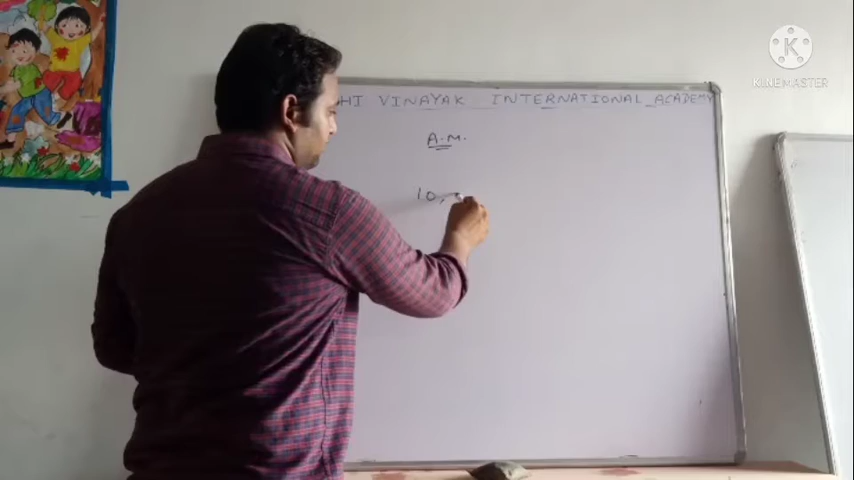 HI VINAYAK INTERNATIONAL ACADEMY
A.M.
10,
KINEMASTER